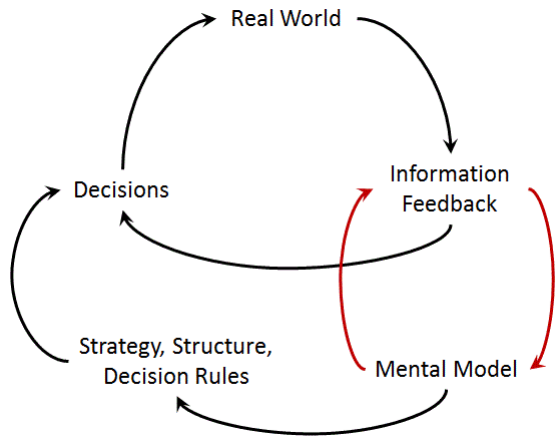 Real World
Information
Feedback
Decisions
Strategy, Structure,
Decision Rules
Mental Model